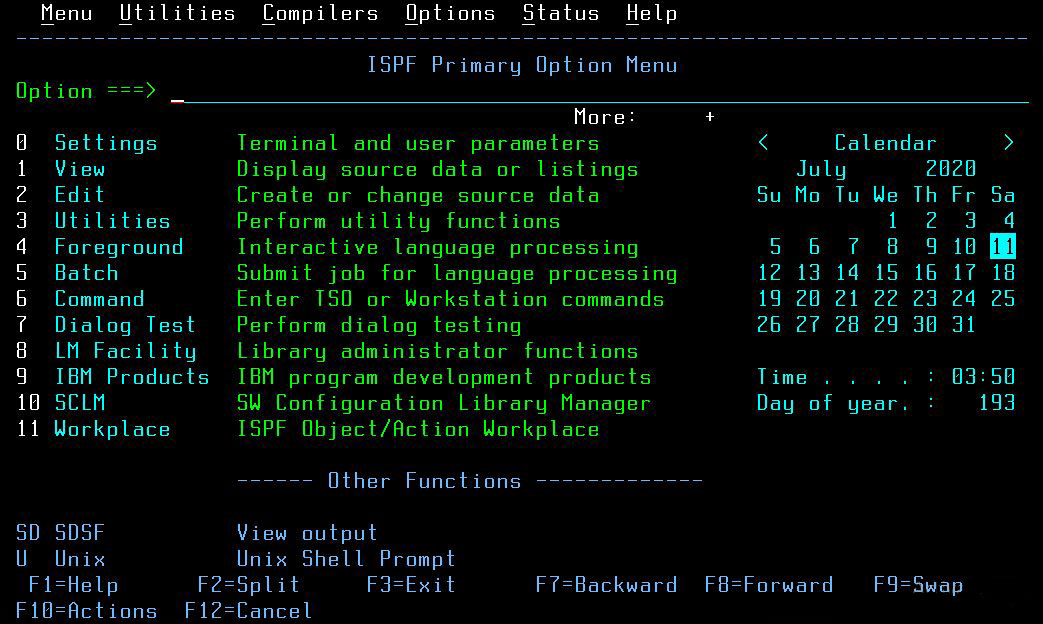 Menu  Utilities  Compilers  Options  Status  Help
--------------------------------------------------------------------------------
ISPF Primary Option Menu
Option ===> _
More:     +
0  Settings      Terminal and user parameters            <     Calendar     >
1  View          Display source data or listings            July      2020
2  Edit          Create or change source data            Su Mo Tu We Th Fr Sa
3  Utilities     Perform utility functions                         1  2  3  4
4  Foreground    Interactive language processing          5  6  7  8  9 10 11
5  Batch         Submit job for language processing      12 13 14 15 16 17 18
6  Command       Enter TSO or Workstation commands       19 20 21 22 23 24 25
7  Dialog Test   Perform dialog testing                  26 27 28 29 30 31
8  LM Facility   Library administrator functions
9  IBM Products  IBM program development products        Time . . . . : 03:50
10 SCLM          SW Configuration Library Manager        Day of year. :   193
11 Workplace     ISPF Object/Action Workplace
------ Other Functions -------------
SD SDSF          View output
U  Unix          Unix Shell Prompt
F1=Help      F2=Split     F3=Exit      F7=Backward  F8=Forward   F9=Swap
F10=Actions  F12=Cancel